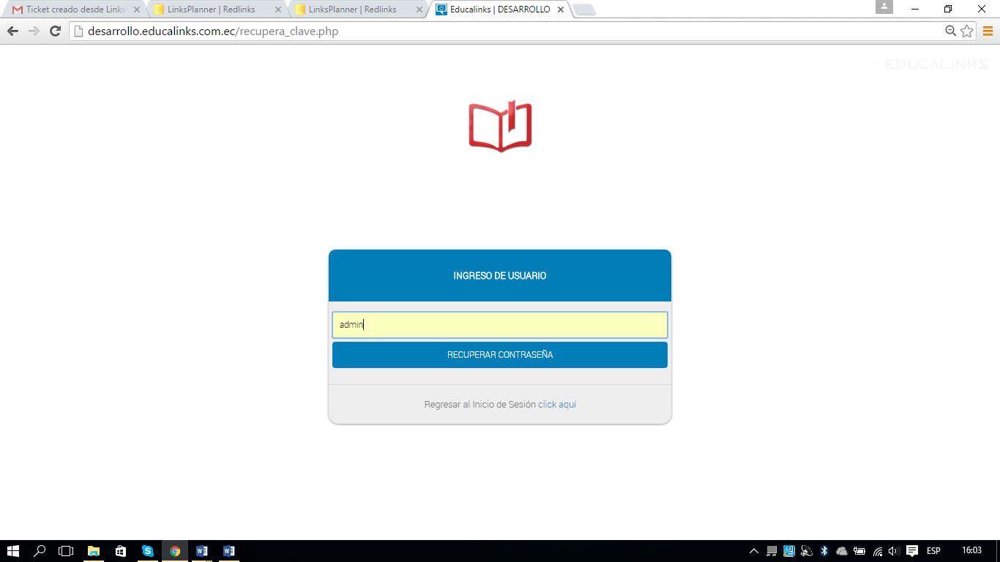 Ticket creado desde Links
LinksPlanner | Redlinks
LinksPlanner | Redlinks
Educalinks | DESARROLLO
desarrollo.educalinks.com.ec/recupera_clave.php
EDUCALINKS
INGRESO DE USUARIO
admin
RECUPERAR CONTRASEÑA
Regresar al Inicio de Sesión click aquí
ESP
16:03